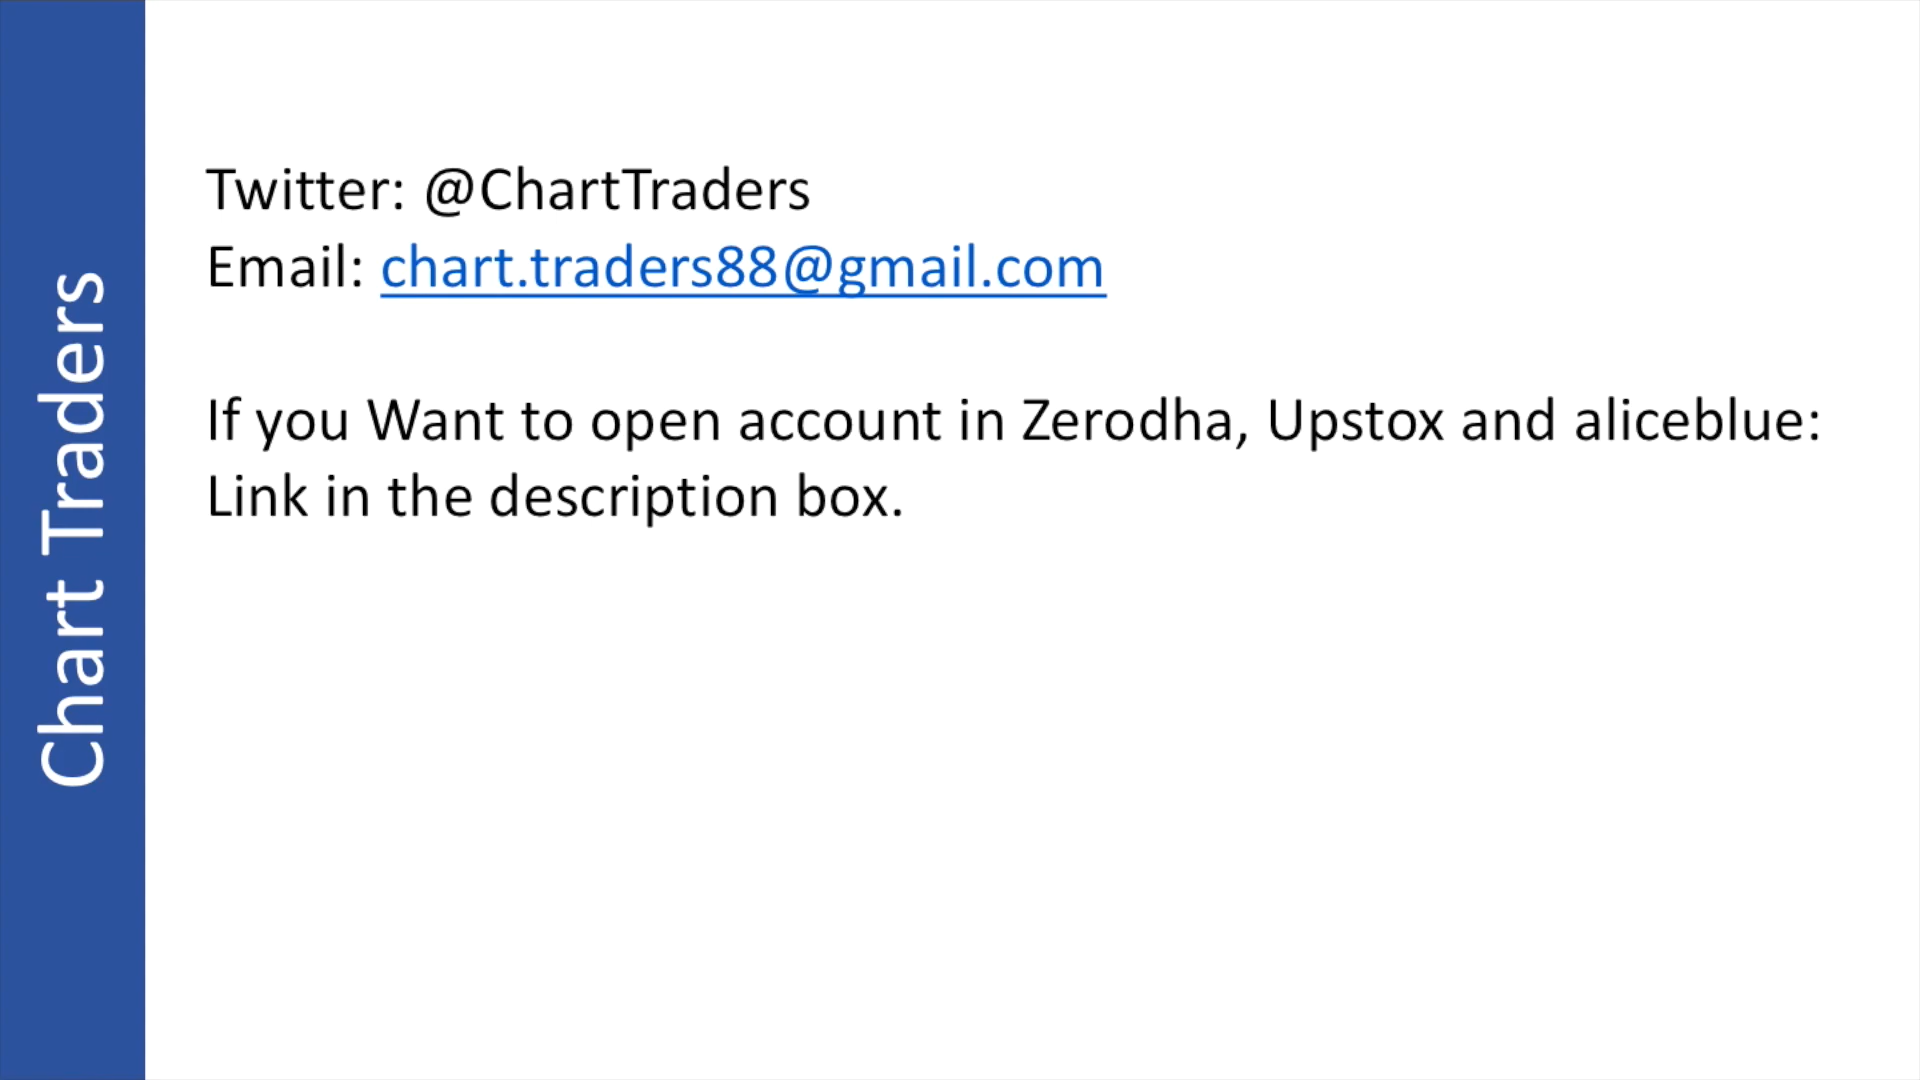 Chart Traders
Twitter: @ChartTraders
Email: chart.traders88@gmail.com
If you Want to open account in Zerodha, Upstox and aliceblue:
Link in the description box.